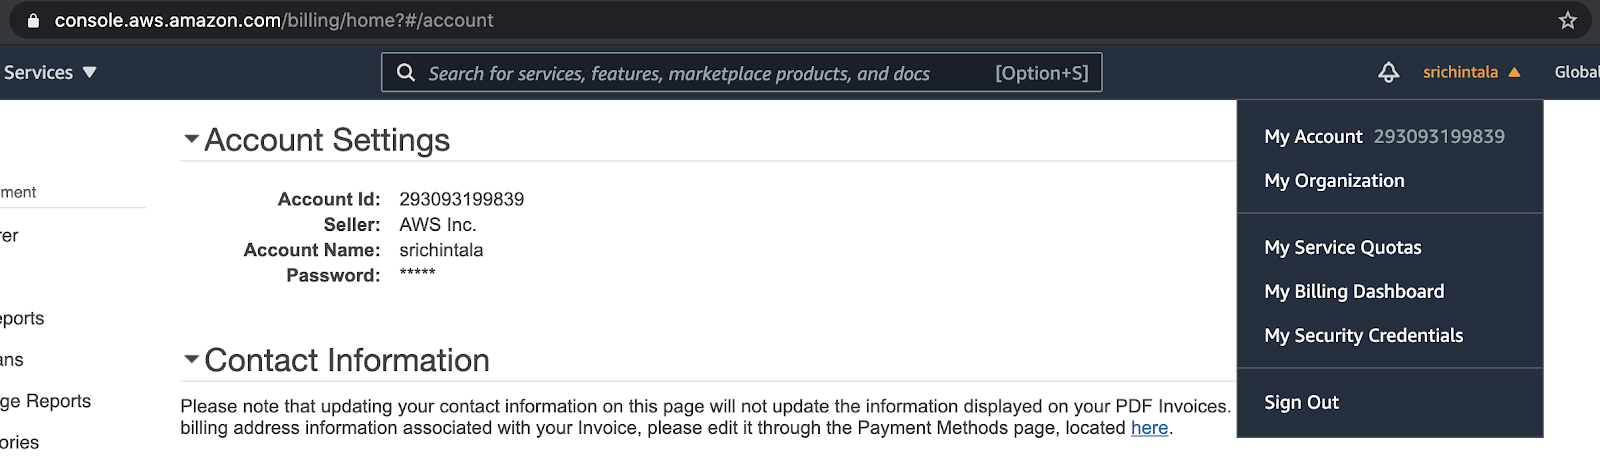 console.aws.amazon.com/billing/home?#/account
Services
Search for services, features, marketplace products, and docs [Option+S]
srichintala
Global
My Account 293093199839
My Organization
My Service Quotas
My Billing Dashboard
My Security Credentials
Sign Out
Account Settings
Account Id: 293093199839
Seller: AWS Inc.
Account Name: srichintala
Password: *****
Contact Information
Please note that updating your contact information on this page will not update the information displayed on your PDF Invoices.
billing address information associated with your Invoice, please edit it through the Payment Methods page, located here.
ment
rer
eports
ans
ge Reports
ories